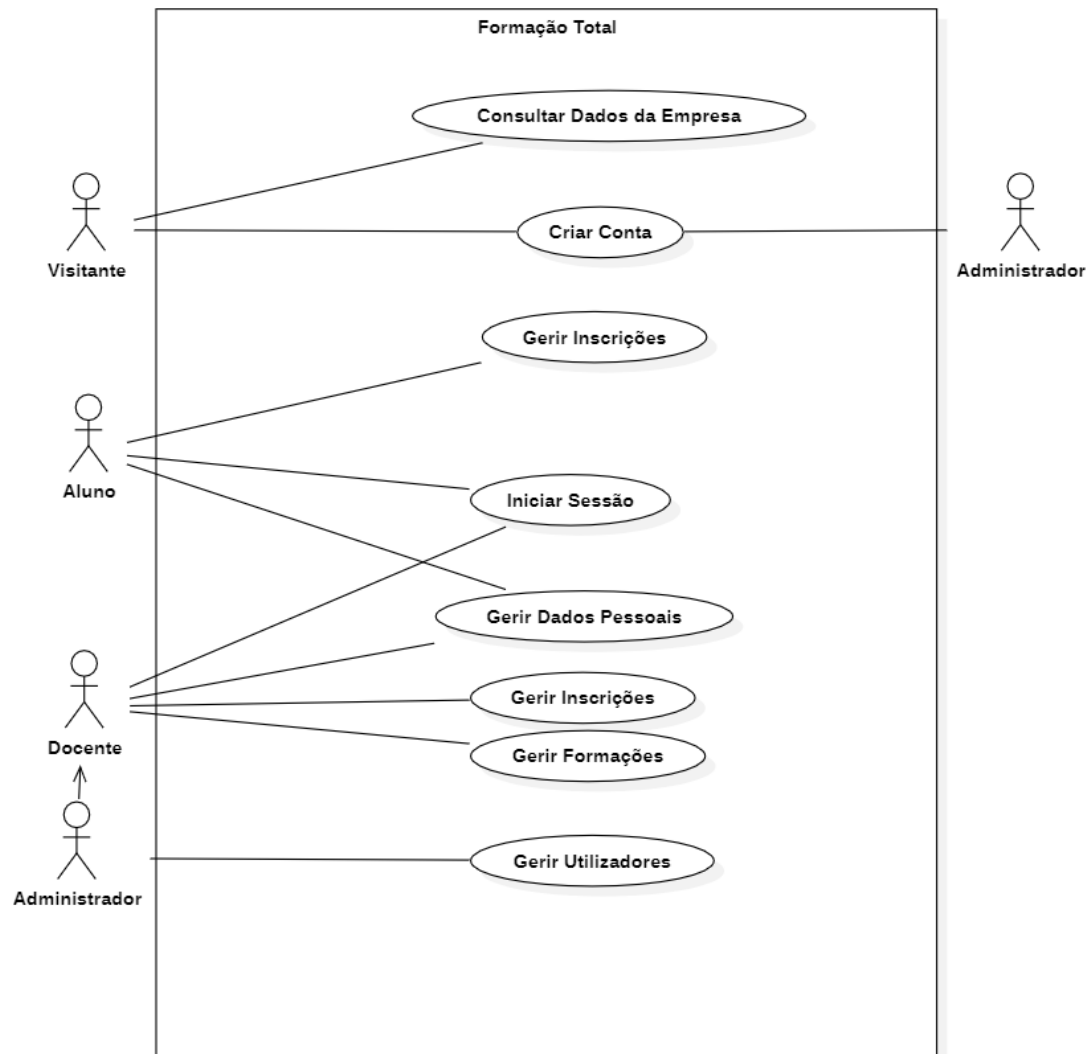 Formação Total
Consultar Dados da Empresa
Visitante
Criar Conta
Administrador
Gerir Inscrições
Aluno
Iniciar Sessão
Gerir Dados Pessoais
Gerir Inscrições
Docente
Gerir Formações
Gerir Utilizadores
Administrador